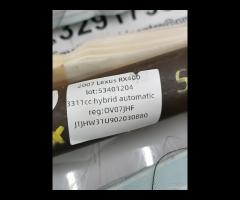 2007 Lexus RX400
lot:53401204
3311cc hybrid automatic
reg:OV07JHF
JTJHW31U902030880